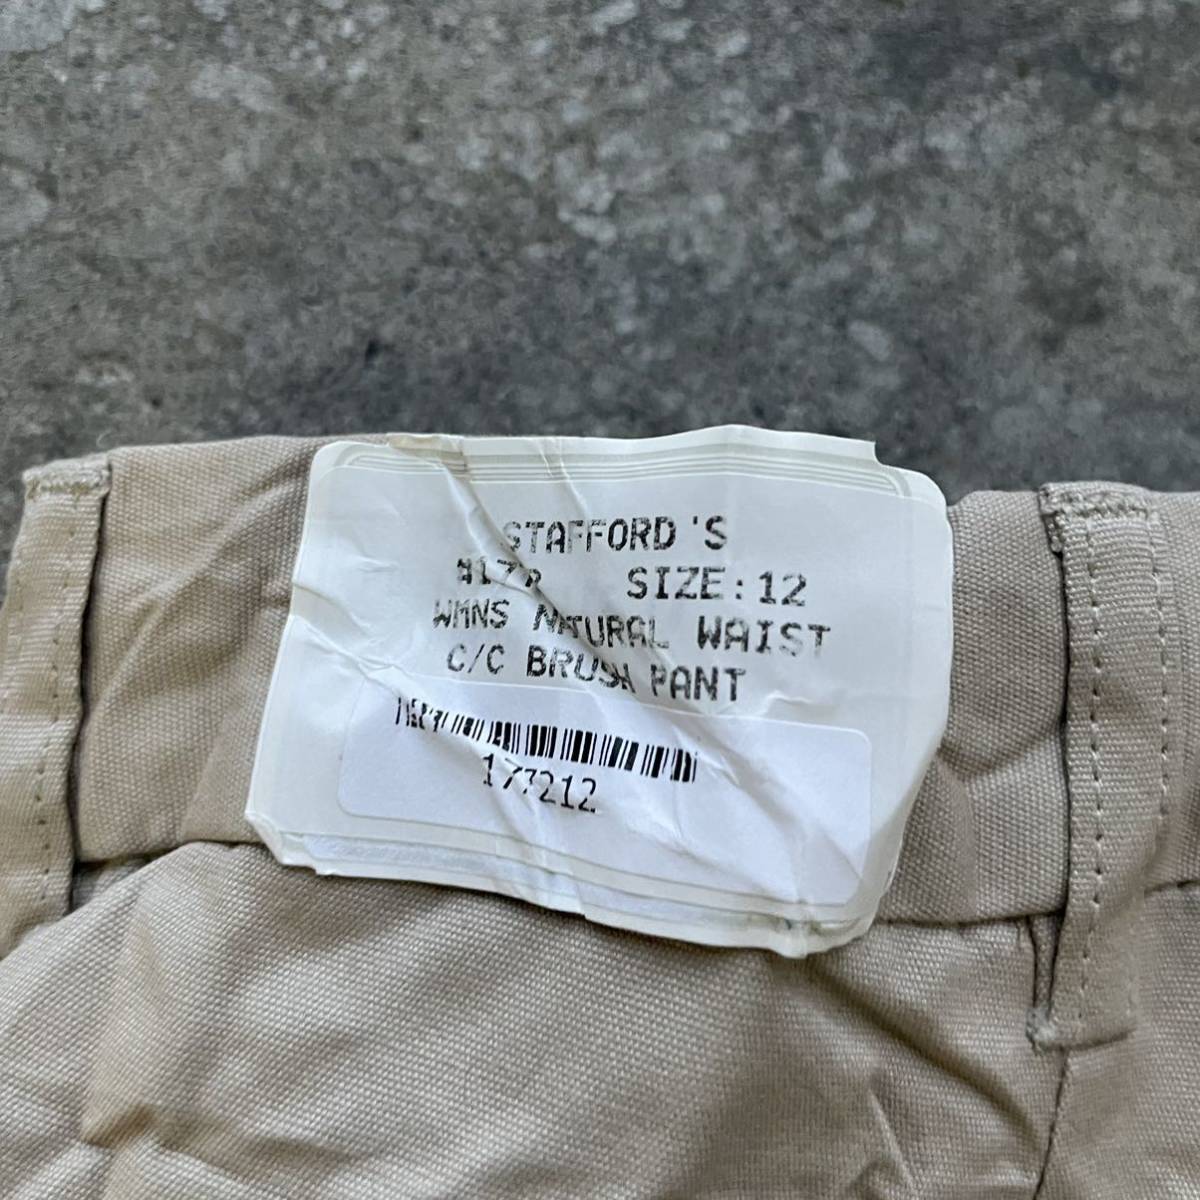 STAFFORD'S
SIZE:12
WMNS NATURAL WAIST
C/C BRUSH PANT
177212